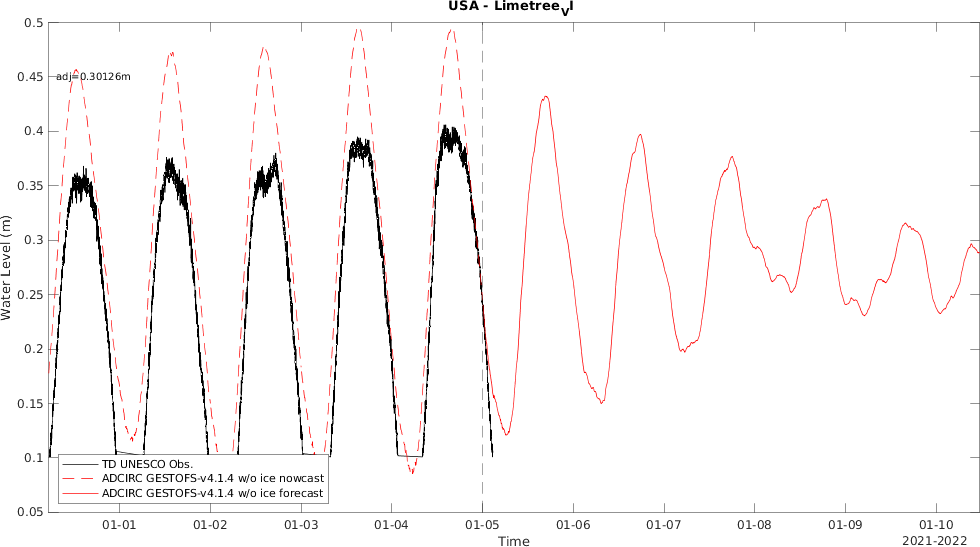 USA - LimetreeVI
0.5
0.45
0.4
0.35
0.3
0.25
0.2
0.15
0.1
0.05
Water Level (m)
adj=0.30126m
TD UNESCO Obs.
ADCIRC GESTOFS-v4.1.4 w/o ice nowcast
ADCIRC GESTOFS-v4.1.4 w/o ice forecast
01-01 01-02 01-03 01-04 01-05 01-06 01-07 01-08 01-09 01-10
Time
2021-2022